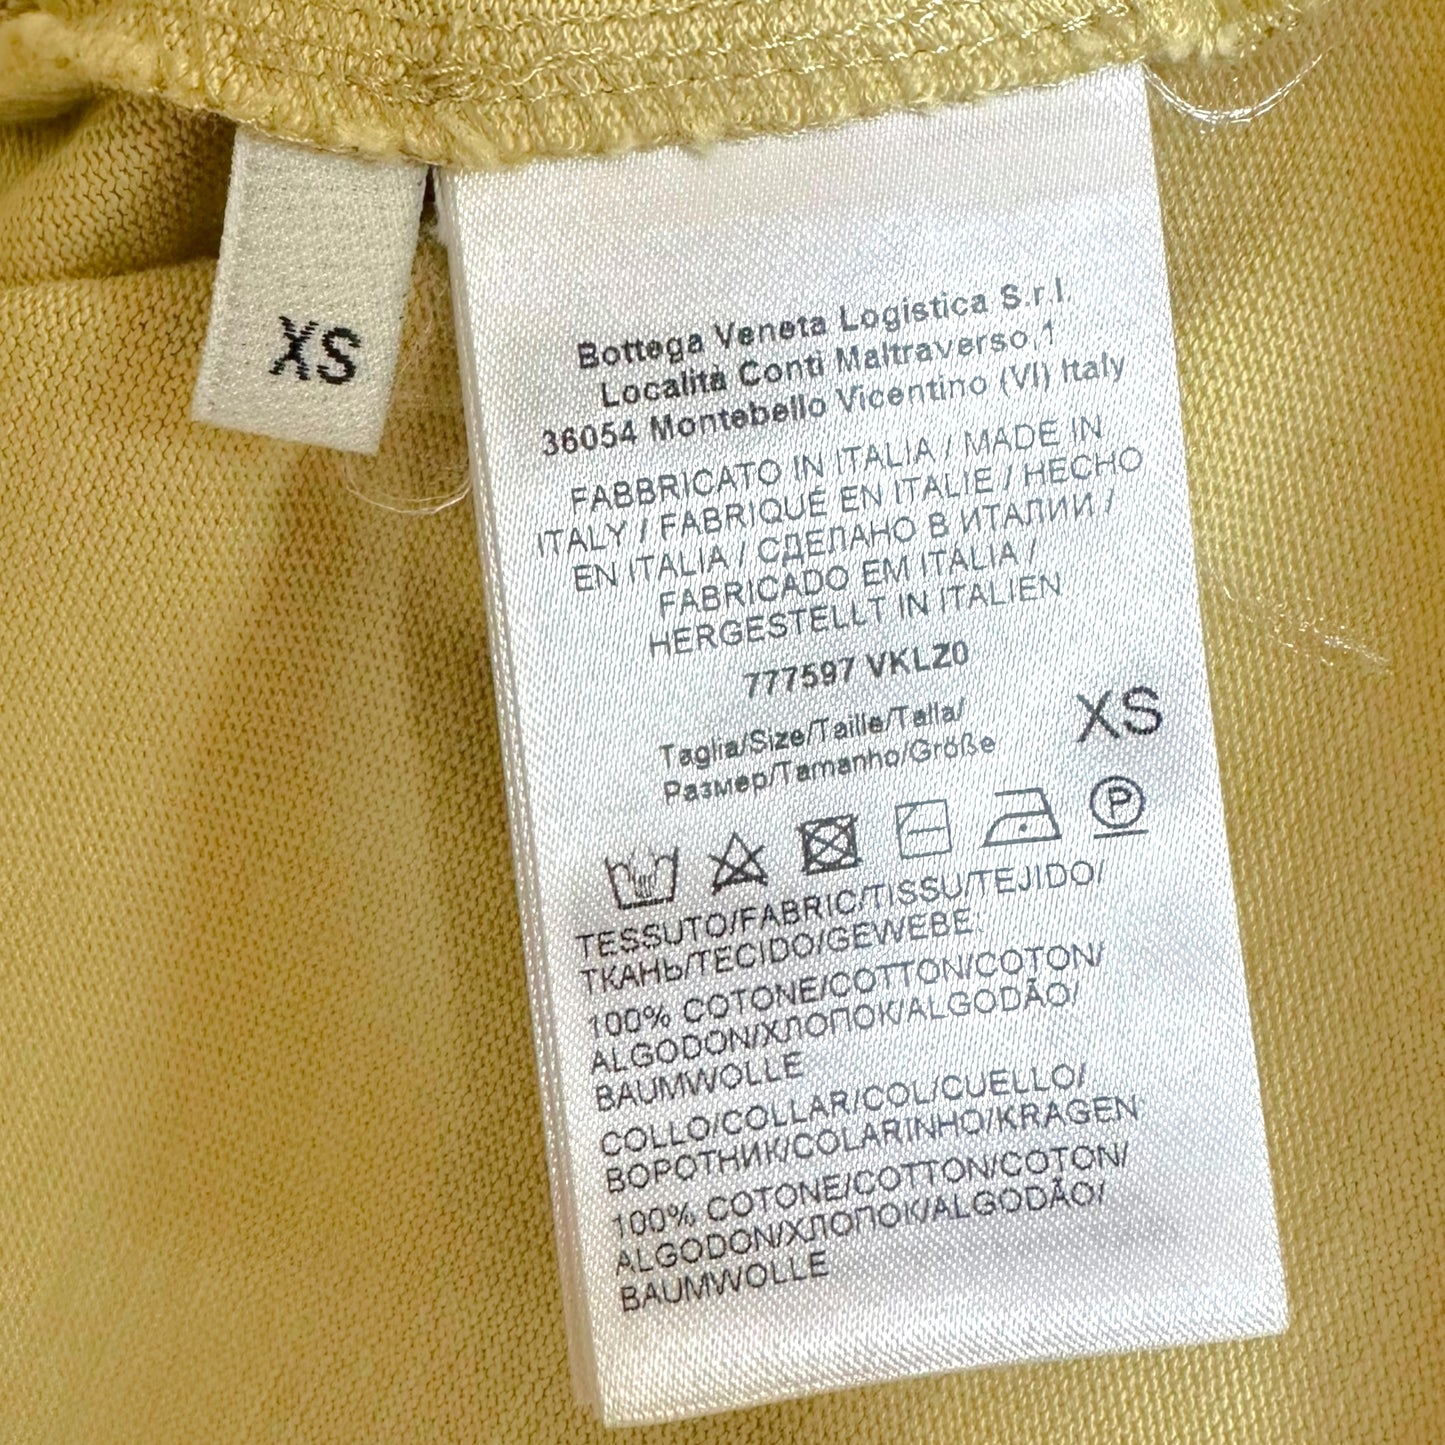 XS
Bottega Veneta Logistica S.r.l.
Località Conti Maltraverso,1
36054 Montebello Vicentino (VI) Italy
FABBRICATO IN ITALIA / MADE IN
ITALY / FABRIQUÉ EN ITALIE / HECHO
EN ITALIA / СДЕЛАНО В ИТАЛИИ /
FABRICADO EM ITALIA /
HERGESTELLT IN ITALIEN
777597 VKLZ0
Taglia/Size/Taille/Talla/
Размер/Tamanho/Größe
XS
P
TESSUTO/FABRIC/TISSU/TEJIDO/
ТКАНЬ/TECIDO/GEWEBE:
100% COTONE/COTTON/COTON/
ALGODON/ХЛОПОК/ALGODÃO/
BAUMWOLLE
COLLO/COLLAR/COL/CUELLO/
ВОРОТНИК/COLARINHO/KRAGEN
100% COTONE/COTTON/COTON/
ALGODON/ХЛОПОК/ALGODÃO/
BAUMWOLLE